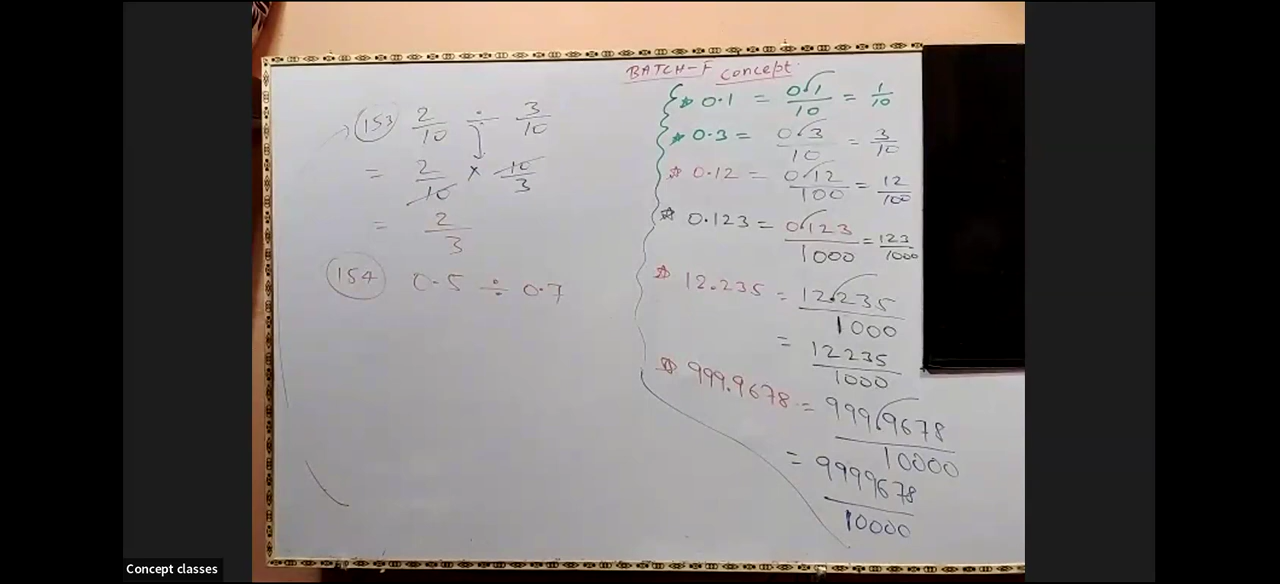 BATCH-F Concept
(153) 2/10 ÷ 3/10
= 2/10 × 10/3
= 2/3
(154) 0.5 ÷ 0.7
☆ 0.1 = 0.1/10 = 1/10
☆ 0.3 = 0.3/10 = 3/10
☆ 0.12 = 0.12/100 = 12/100
☆ 0.123 = 0.123/1000 = 123/1000
☆ 12.235 = 12.235/1000
= 12235/1000
☆ 999.9678 = 999.9678/10000
= 9999678/10000
Concept classes